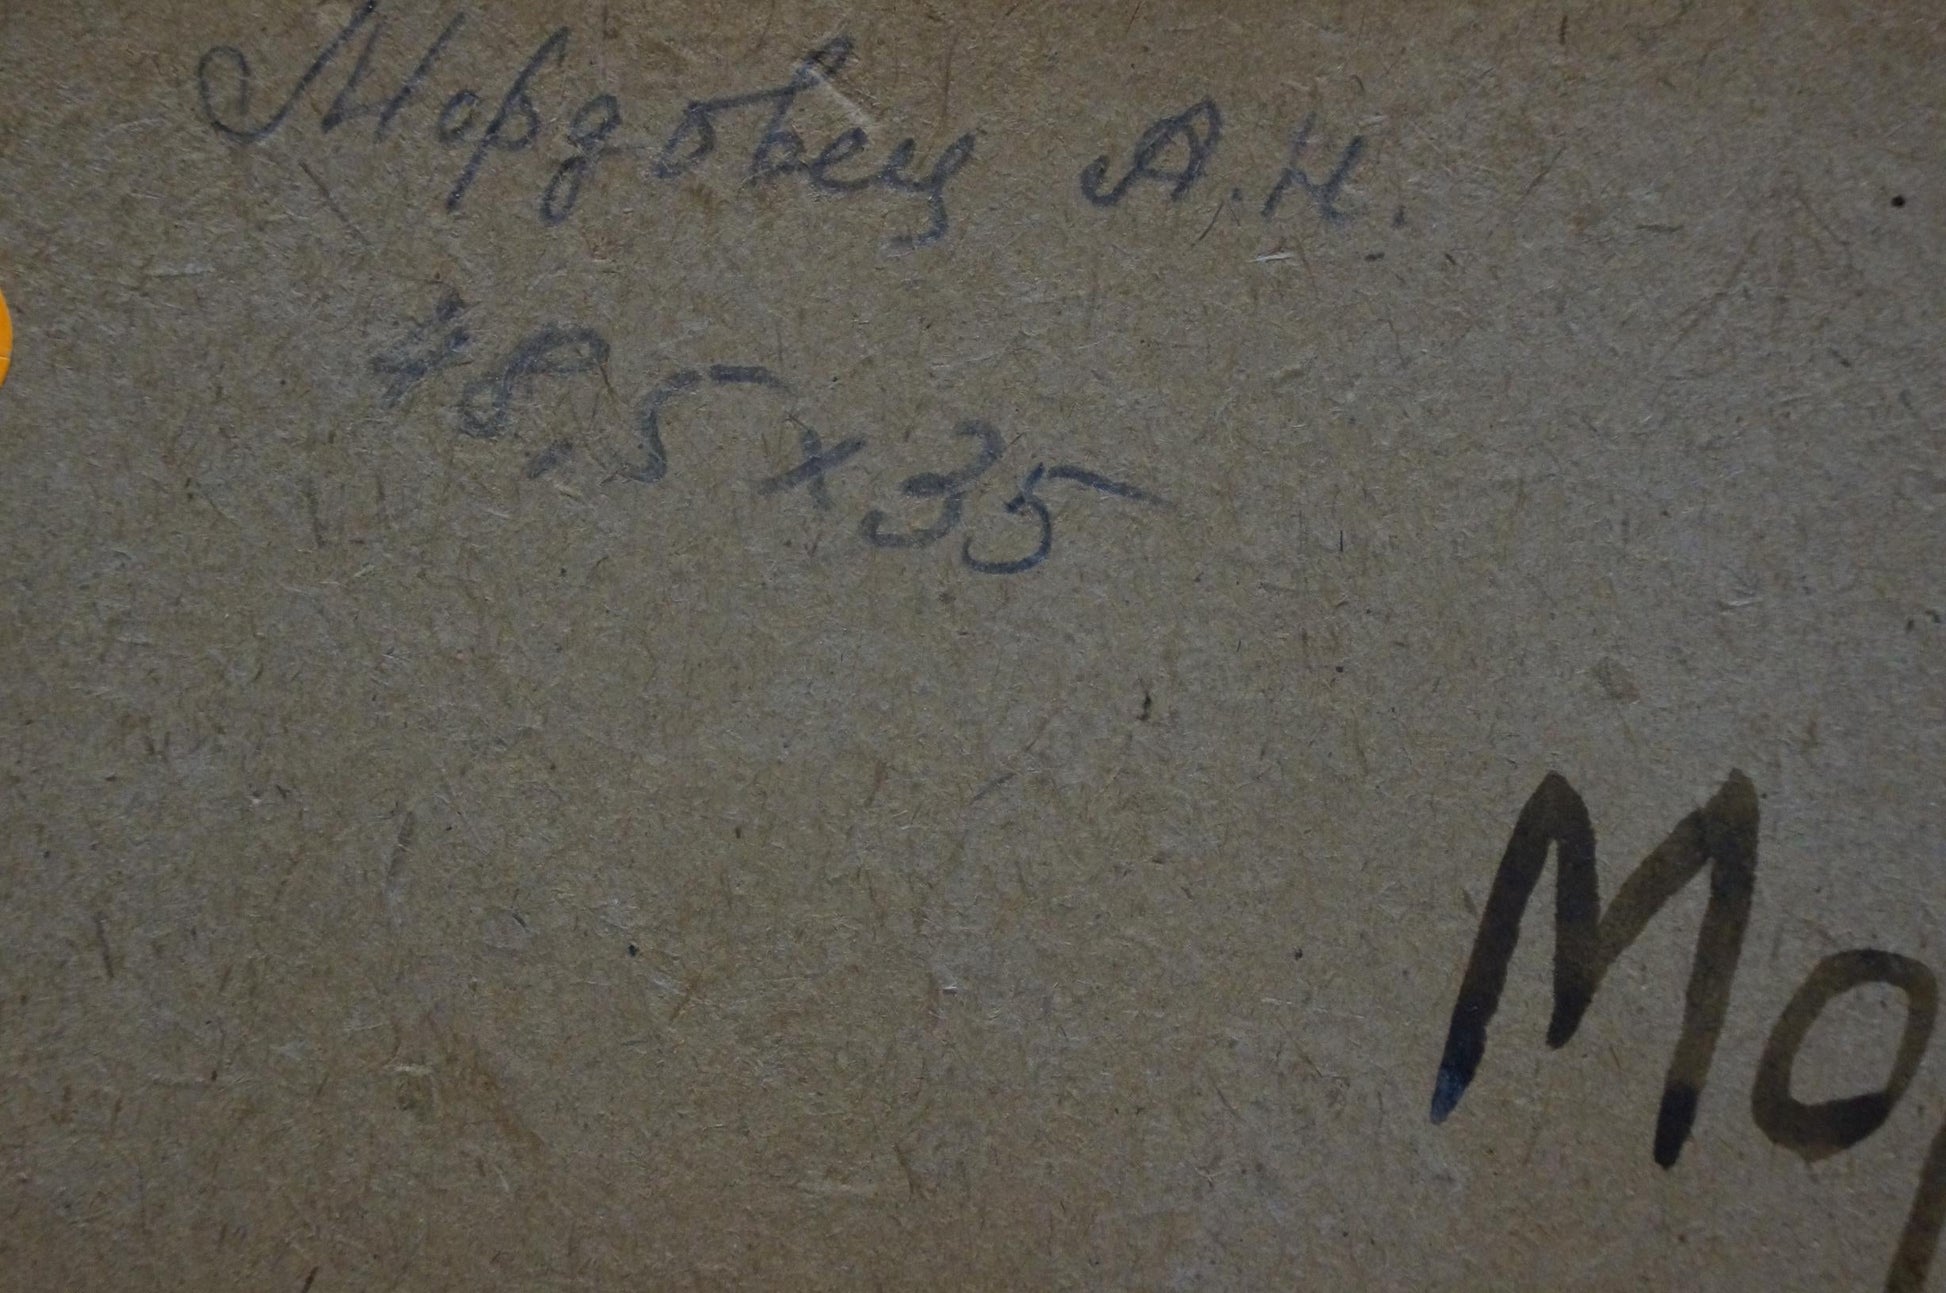 Мордовец А.Н.
48,5 x 35
Мо